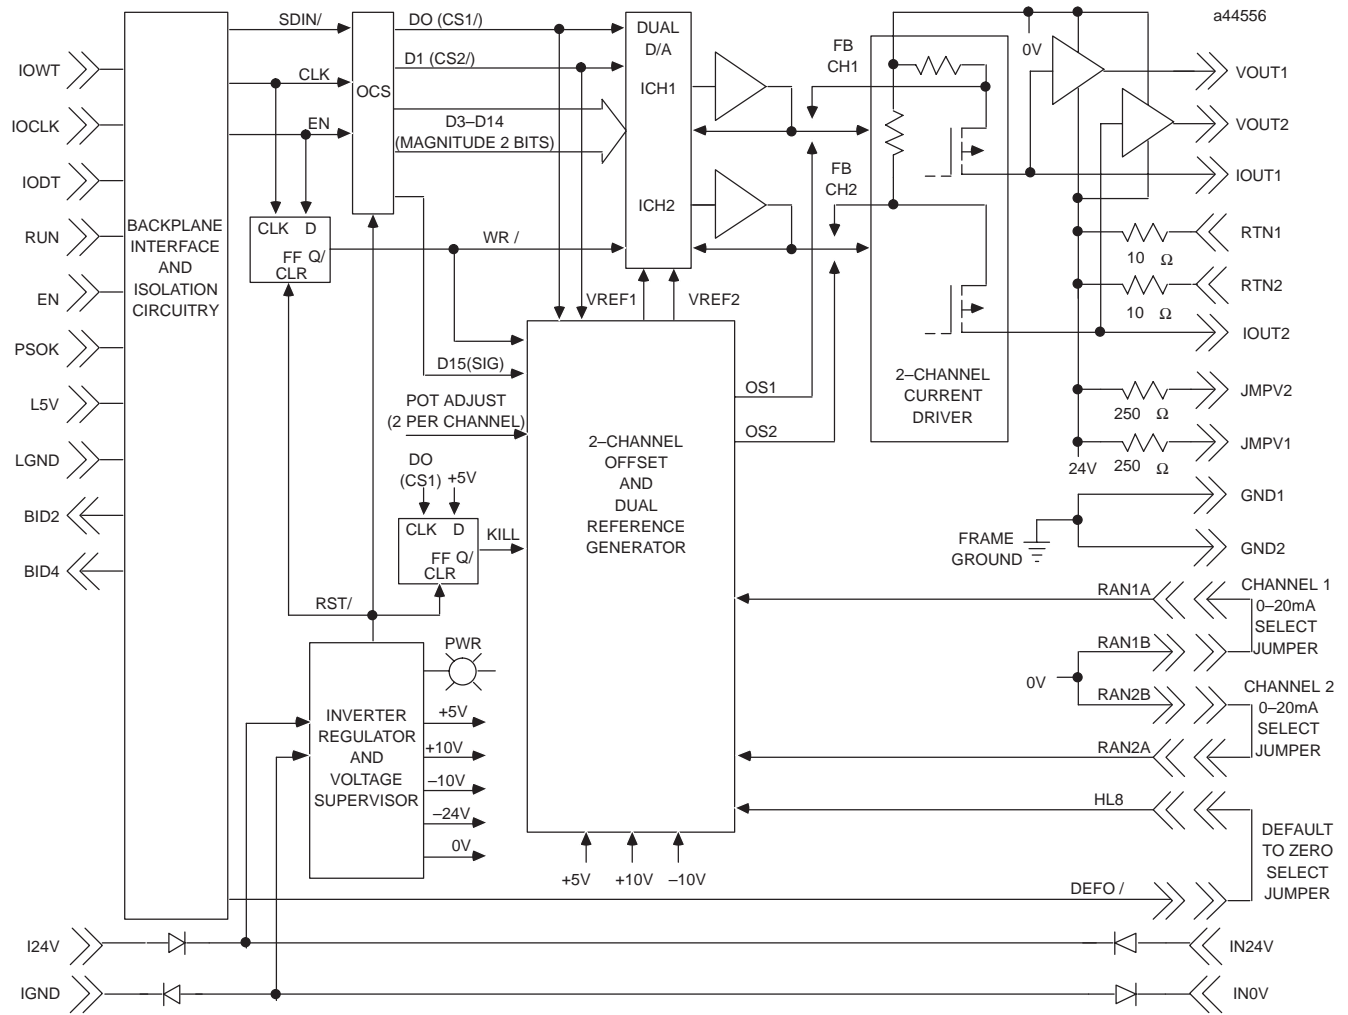 a44556
SDIN/
CLK
EN
OCS
DO (CS1/)
D1 (CS2/)
D3–D14
(MAGNITUDE 2 BITS)
DUAL
D/A
ICH1
ICH2
FB
CH1
FB
CH2
0V
VOUT1
VOUT2
IOUT1
RTN1
10 Ω
RTN2
10 Ω
IOUT2
JMPV2
250 Ω
JMPV1
24V
250 Ω
IOWT
IOCLK
IODT
RUN
EN
PSOK
L5V
LGND
BID2
BID4
BACKPLANE
INTERFACE
AND
ISOLATION
CIRCUITRY
CLK D
FF Q/
CLR
WR /
VREF1
VREF2
D15(SIG)
POT ADJUST
(2 PER CHANNEL)
DO
(CS1)
+5V
CLK D
FF Q/
CLR
KILL
RST/
OS1
OS2
2–CHANNEL
CURRENT
DRIVER
2–CHANNEL
OFFSET
AND
DUAL
REFERENCE
GENERATOR
GND1
FRAME
GROUND
GND2
RAN1A
CHANNEL 1
0–20mA
SELECT
JUMPER
RAN1B
0V
RAN2B
CHANNEL 2
0–20mA
SELECT
JUMPER
RAN2A
HL8
DEFAULT
TO ZERO
SELECT
JUMPER
DEFO /
PWR
INVERTER
REGULATOR
AND
VOLTAGE
SUPERVISOR
+5V
+10V
–10V
–24V
0V
+5V
+10V
–10V
I24V
IN24V
IGND
IN0V